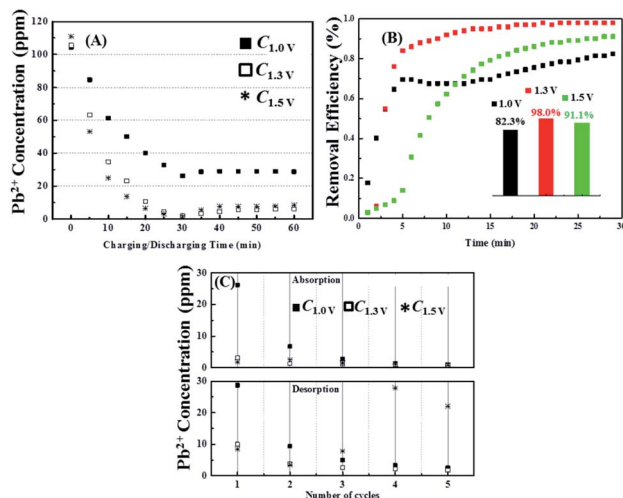 (A)
C1.0 V
C1.3 V
C1.5 V
Pb2+ Concentration (ppm)
120
100
80
60
40
20
0
0 10 20 30 40 50 60
Charging/Discharging Time (min)
(B)
Removal Efficiency (%)
1.0
0.8
0.6
0.4
0.2
0.0
1.0 V 1.3 V 1.5 V
82.3% 98.0% 91.1%
0 5 10 15 20 25 30
Time (min)
(C)
Absorption
C1.0 V C1.3 V C1.5 V
30
20
10
0
Desorption
30
20
10
0
Pb2+ Concentration (ppm)
1 2 3 4 5
Number of cycles